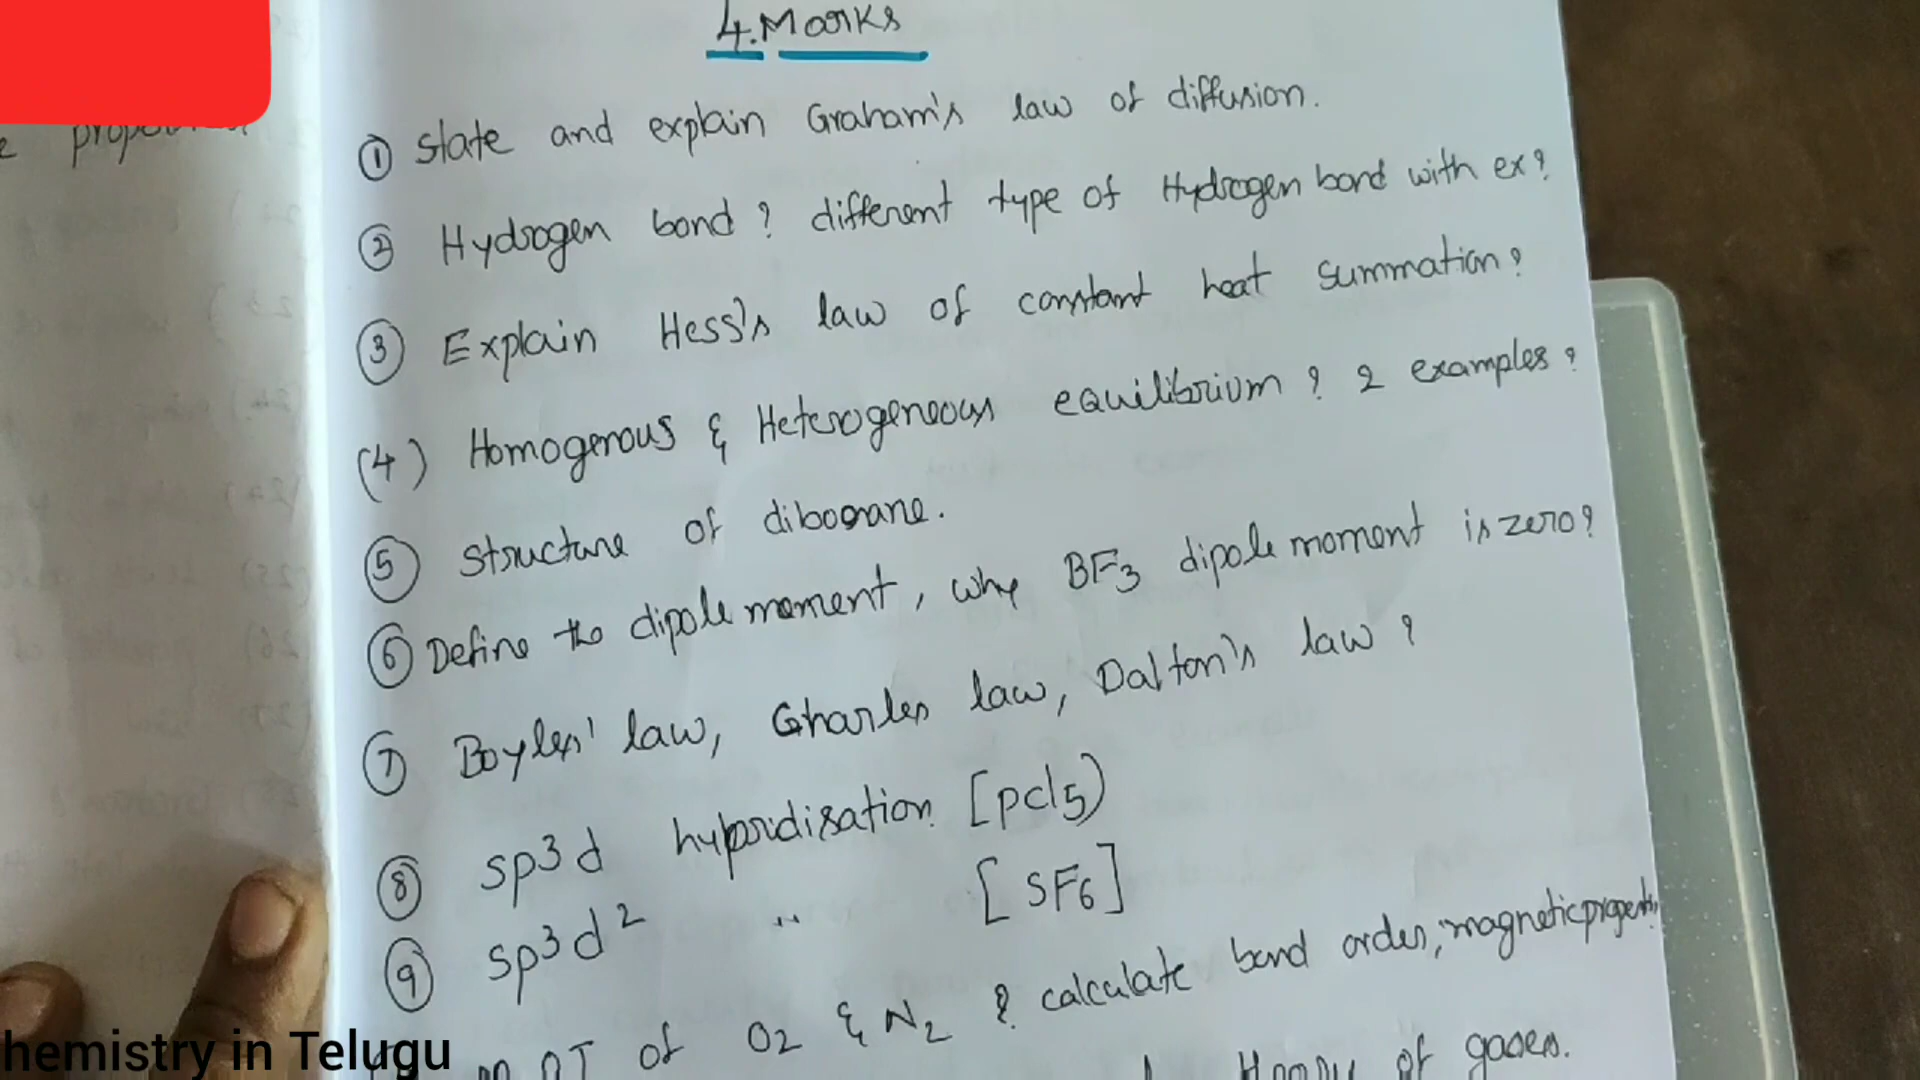 4.Marks
① state and explain Graham's law of diffusion.
② Hydrogen bond? different type of Hydrogen bond with ex?
③ Explain Hess's law of constant heat summation?
(4) Homogenous & Heterogeneous equilibrium? 2 examples?
⑤ structure of diborane.
⑥ Define the dipole moment, why BF3 dipole moment is zero?
⑦ Boyles' law, Charles law, Dalton's law?
⑧ sp3d hybridization [pcl5)
⑨ sp3d2 " [SF6]
MOT of O2 & N2? calculate bond order, magnetic properti
of gases.
hemistry in Telugu